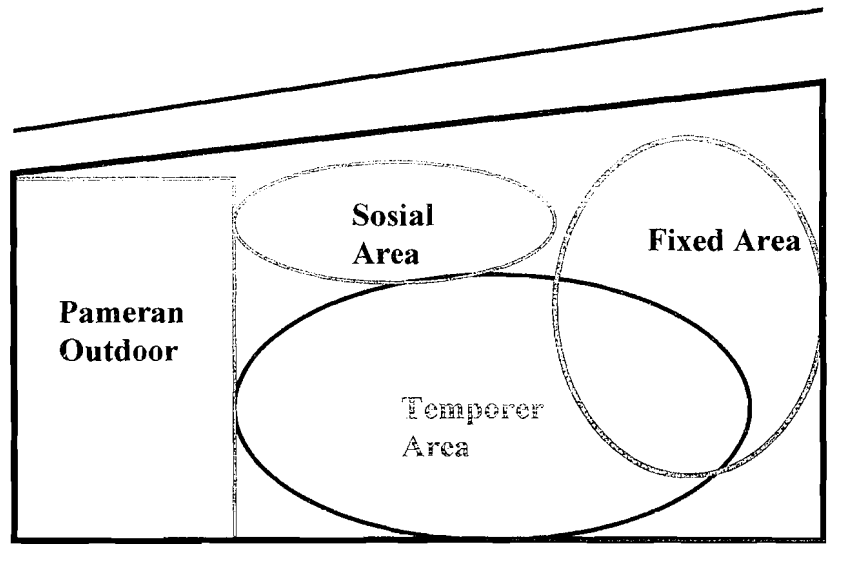 Sosial
Area
Fixed Area
Pameran
Outdoor
Temporer
Area